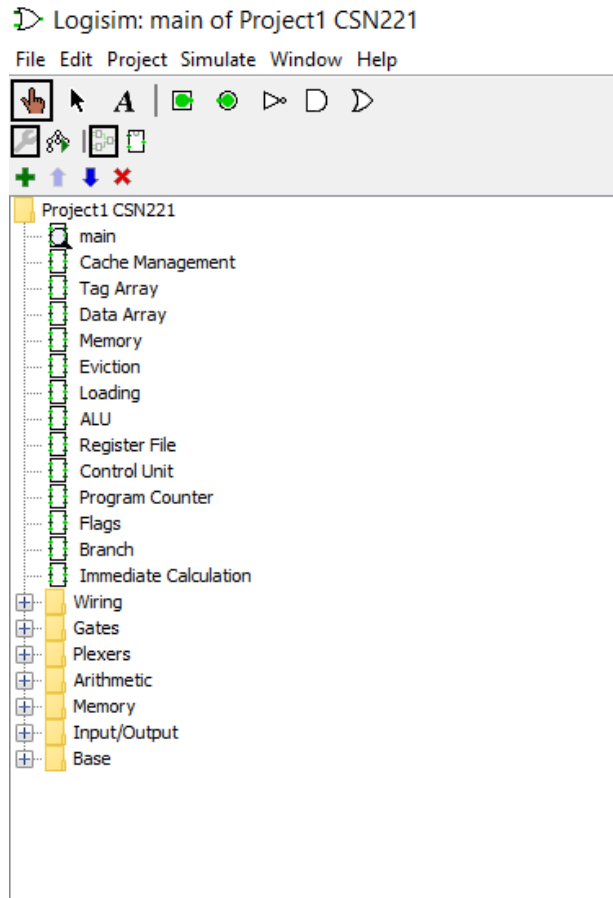 Logisim: main of Project1 CSN221
File Edit Project Simulate Window Help
A
Project1 CSN221
main
Cache Management
Tag Array
Data Array
Memory
Eviction
Loading
ALU
Register File
Control Unit
Program Counter
Flags
Branch
Immediate Calculation
Wiring
Gates
Plexers
Arithmetic
Memory
Input/Output
Base